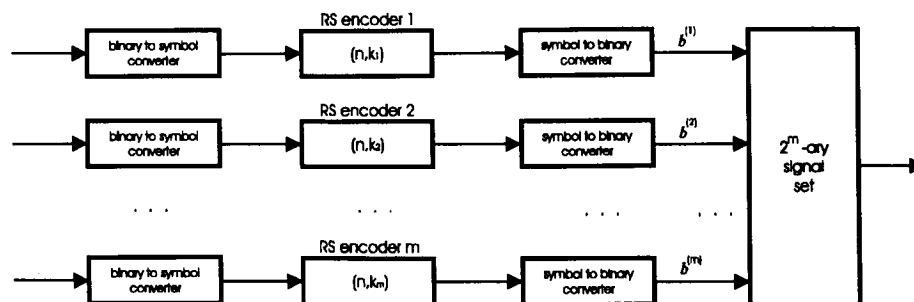 RS encoder 1
binary to symbol
converter
(n,k₁)
symbol to binary
converter
b⁽¹⁾
RS encoder 2
binary to symbol
converter
(n,k₂)
symbol to binary
converter
b⁽²⁾
2ᵐ-ary
signal
set
. . .
. . .
. . .
. . .
RS encoder m
binary to symbol
converter
(n,kₘ)
symbol to binary
converter
b⁽ᵐ⁾